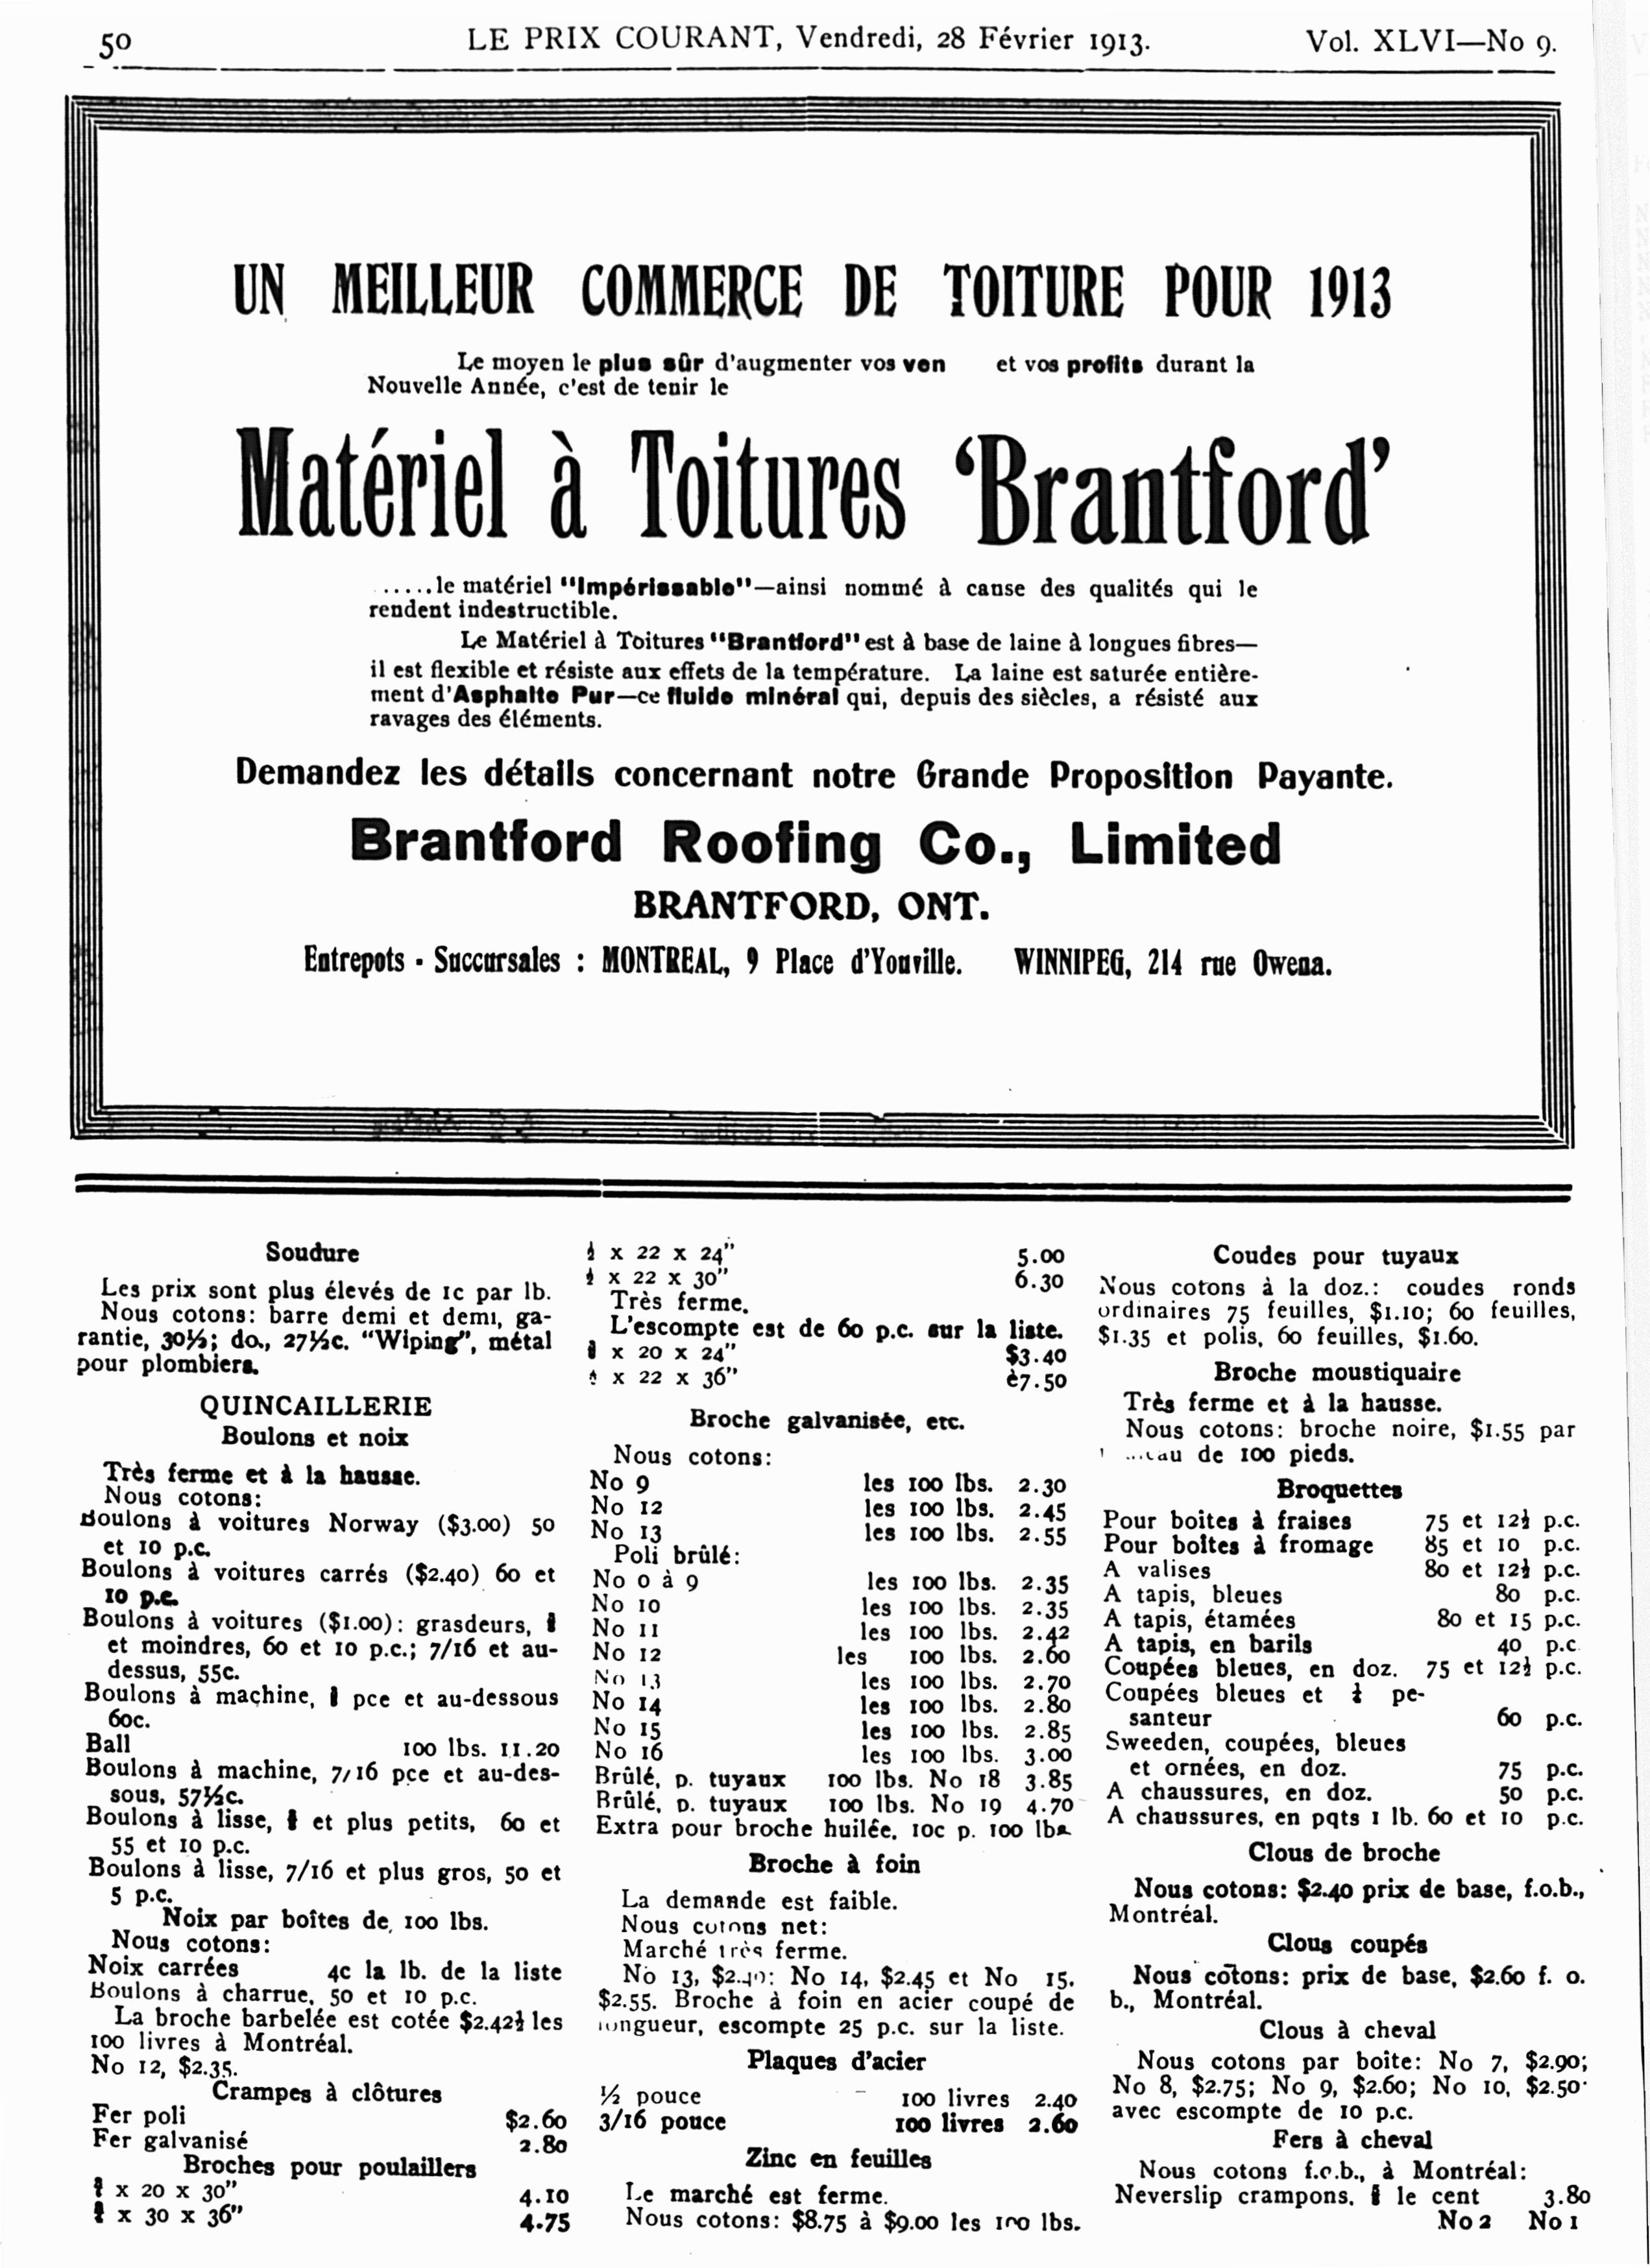 50
LE PRIX COURANT, Vendredi, 28 Février 1913.
Vol. XLVI—No 9.
UN MEILLEUR COMMERCE DE TOITURE POUR 1913
Le moyen le plus sûr d'augmenter vos ven et vos profits durant la
Nouvelle Année, c'est de tenir le
Matériel à Toitures 'Brantford'
.....le matériel "Impérissable"—ainsi nommé à cause des qualités qui le
rendent indestructible.
Le Matériel à Toitures "Brantford" est à base de laine à longues fibres—
il est flexible et résiste aux effets de la température. La laine est saturée entière-
ment d'Asphalte Pur—ce fluide minéral qui, depuis des siècles, a résisté aux
ravages des éléments.
Demandez les détails concernant notre Grande Proposition Payante.
Brantford Roofing Co., Limited
BRANTFORD, ONT.
Entrepots - Succursales : MONTREAL, 9 Place d'Youville. WINNIPEG, 214 rue Owena.
Soudure
Les prix sont plus élevés de 1c par lb.
Nous cotons: barre demi et demi, ga-
rantie, 30½; do., 27½c. "Wiping", métal
pour plombiers.
QUINCAILLERIE
Boulons et noix
Très ferme et à la hausse.
Nous cotons:
Boulons à voitures Norway ($3.00) 50
et 10 p.c.
Boulons à voitures carrés ($2.40) 60 et
10 p.c.
Boulons à voitures ($1.00): grasdeurs,
et moindres, 60 et 10 p.c.; 7/16 et au-
dessus, 55c.
Boulons à machine, pce et au-dessous
60c.
Ball 100 lbs. 11.20
Boulons à machine, 7/16 pce et au-des-
sous, 57½c.
Boulons à lisse, et plus petits, 60 et
55 et 10 p.c.
Boulons à lisse, 7/16 et plus gros, 50 et
5 p.c.
Noix par boîtes de 100 lbs.
Nous cotons:
Noix carrées 4c la lb. de la liste
Boulons à charrue, 50 et 10 p.c.
La broche barbelée est cotée $2.42½ les
100 livres à Montréal.
No 12, $2.35.
Crampes à clôtures
Fer poli $2.60
Fer galvanisé 2.80
Broches pour poulaillers
x 20 x 30" 4.10
x 30 x 36" 4.75
x 22 x 24" 5.00
x 22 x 30" 6.30
Très ferme.
L'escompte est de 60 p.c. sur la liste.
x 20 x 24" $3.40
x 22 x 36" è7.50
Broche galvanisée, etc.
Nous cotons:
No 9 les 100 lbs. 2.30
No 12 les 100 lbs. 2.45
No 13 les 100 lbs. 2.55
Poli brûlé:
No 0 à 9 les 100 lbs. 2.35
No 10 les 100 lbs. 2.35
No 11 les 100 lbs. 2.42
No 12 les 100 lbs. 2.60
No 13 les 100 lbs. 2.70
No 14 les 100 lbs. 2.80
No 15 les 100 lbs. 2.85
No 16 les 100 lbs. 3.00
Brûlé, p. tuyaux 100 lbs. No 18 3.85
Brûlé, p. tuyaux 100 lbs. No 19 4.70
Extra pour broche huilée, 10c p. 100 lbs.
Broche à foin
La demande est faible.
Nous cotons net:
Marché très ferme.
No 13, $2.40: No 14, $2.45 et No 15.
$2.55. Broche à foin en acier coupé de
longueur, escompte 25 p.c. sur la liste.
Plaques d'acier
½ pouce 100 livres 2.40
3/16 pouce 100 livres 2.60
Zinc en feuilles
Le marché est ferme.
Nous cotons: $8.75 à $9.00 les 100 lbs.
Coudes pour tuyaux
Nous cotons à la doz.: coudes ronds
ordinaires 75 feuilles, $1.10; 60 feuilles,
$1.35 et polis, 60 feuilles, $1.60.
Broche moustiquaire
Très ferme et à la hausse.
Nous cotons: broche noire, $1.55 par
de 100 pieds.
Broquettes
Pour boites à fraises 75 et 12½ p.c.
Pour boîtes à fromage 85 et 10 p.c.
A valises 80 et 12½ p.c.
A tapis, bleues 80 p.c.
A tapis, étamées 80 et 15 p.c.
A tapis, en barils 40 p.c
Coupées bleues, en doz. 75 et 12½ p.c.
Coupées bleues et pe-
santeur 60 p.c.
Sweeden, coupées, bleues
et ornées, en doz. 75 p.c.
A chaussures, en doz. 50 p.c.
A chaussures, en pqts 1 lb. 60 et 10 p.c.
Clous de broche
Nous cotons: $2.40 prix de base, f.o.b.,
Montréal.
Clous coupés
Nous cotons: prix de base, $2.60 f. o.
b., Montréal.
Clous à cheval
Nous cotons par boite: No 7, $2.90;
No 8, $2.75; No 9, $2.60; No 10, $2.50
avec escompte de 10 p.c.
Fers à cheval
Nous cotons f.o.b., à Montréal:
Neverslip crampons, le cent 3.80
No 2 No 1